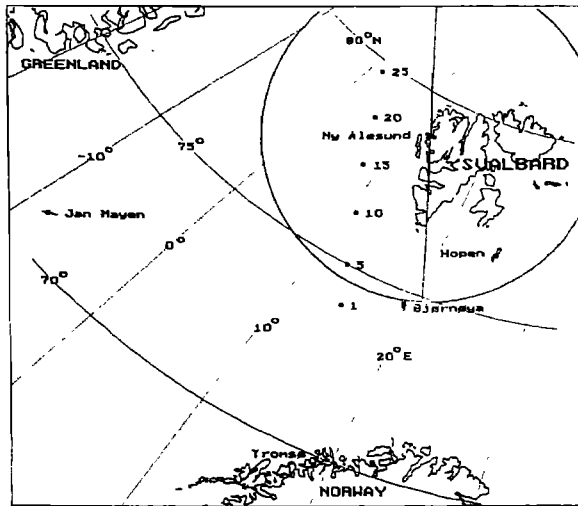 80°N
GREENLAND
25
20
Ny Alesund
75°
-10°
15
SVALBARD
Jan Mayen
10
0°
Hopen
5
70°
1
Bjørnøya
10°
20°E
Tromsø
NORWAY